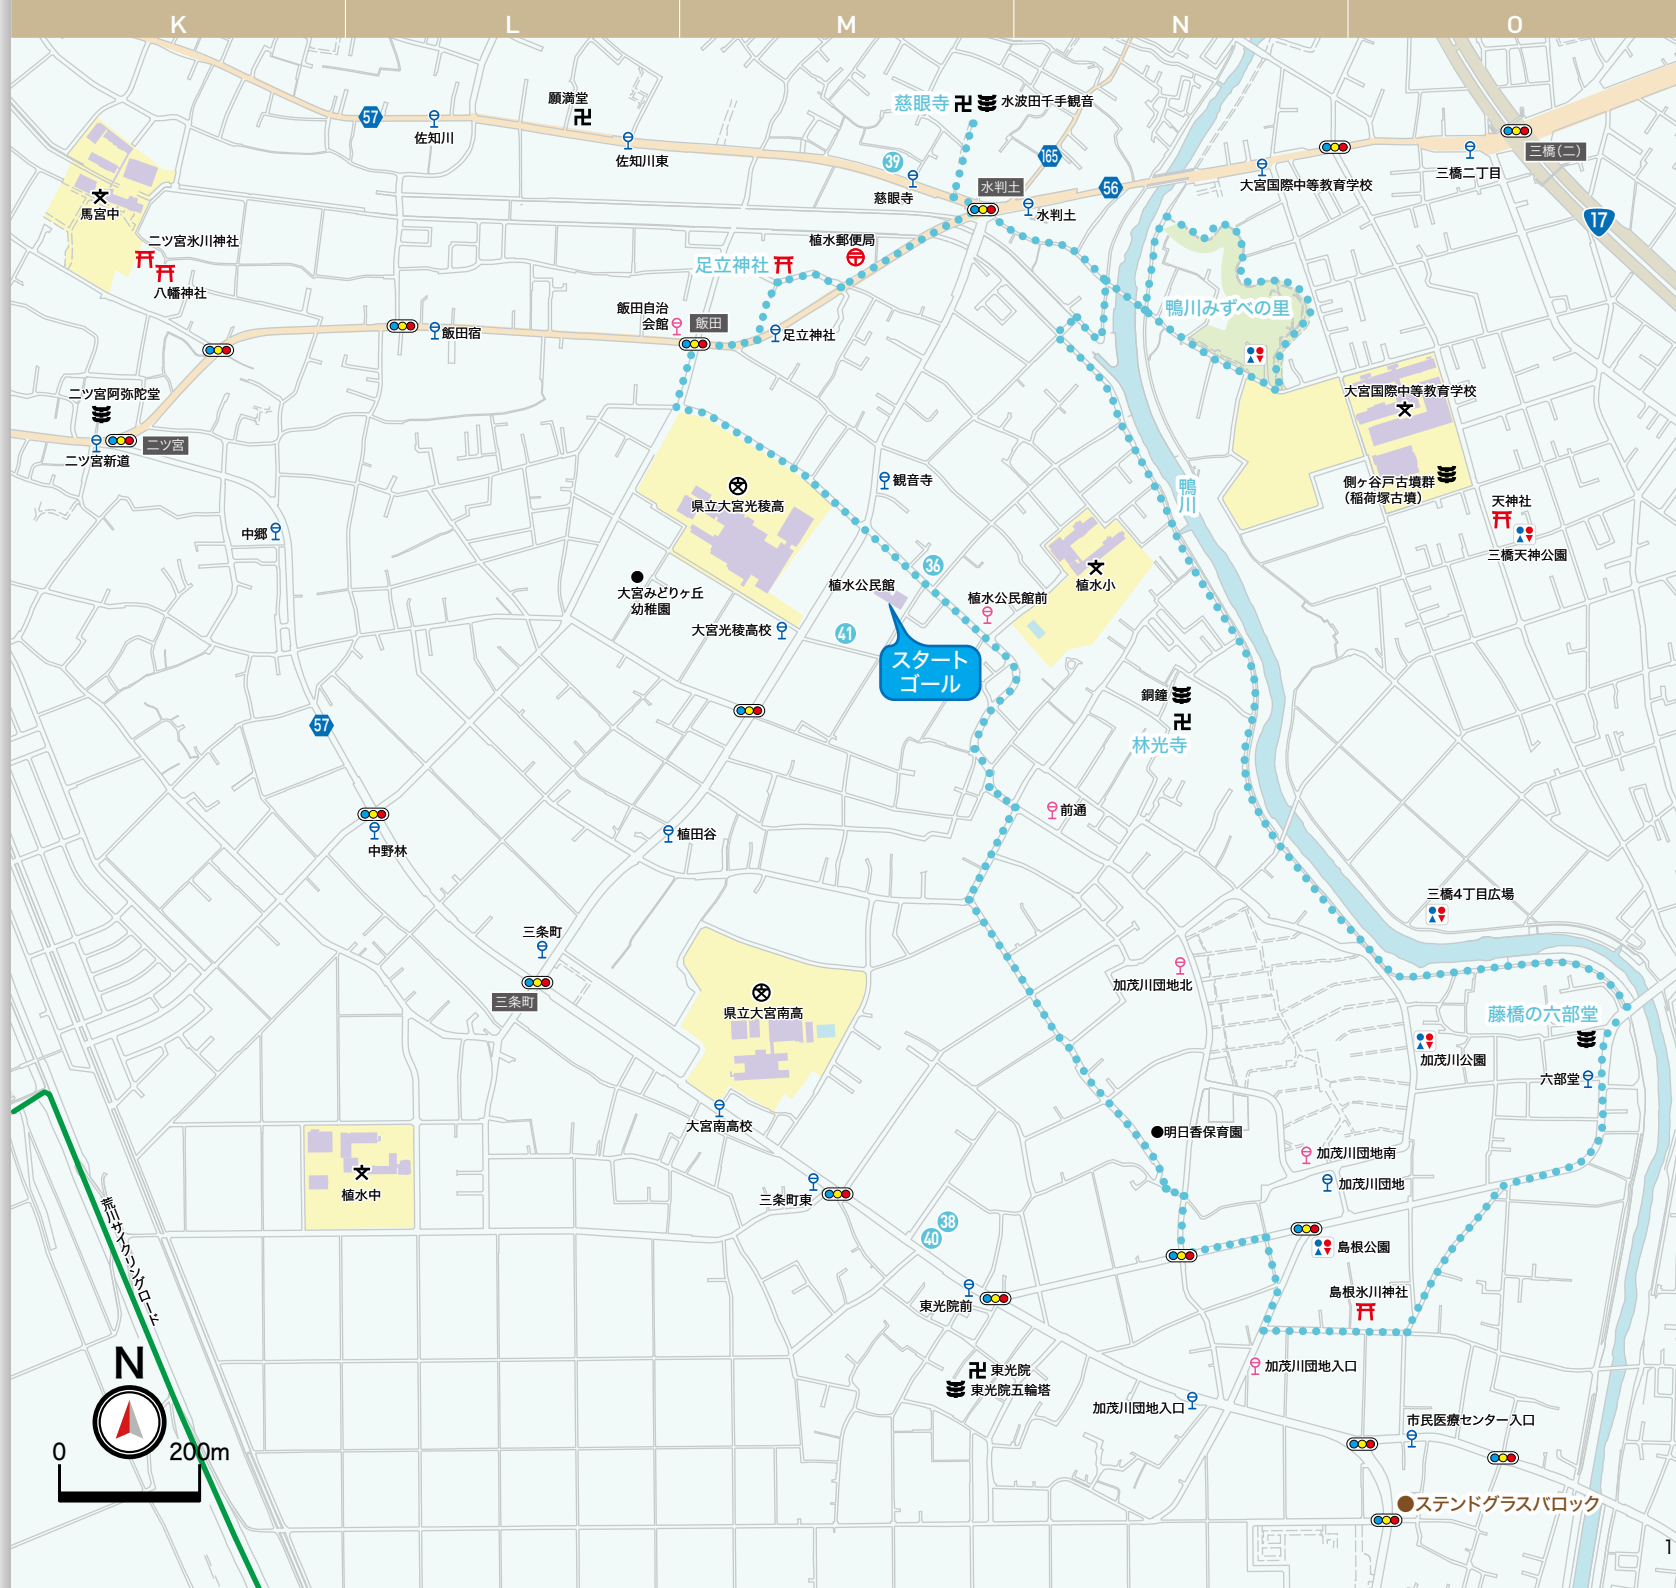 K
L
M
N
O
願満堂
57
佐知川
佐知川東
慈眼寺
水波田千手観音
39
慈眼寺
165
水判土
56
水判土
大宮国際中等教育学校
三橋二丁目
三橋(二)
17
馬宮中
二ツ宮氷川神社
八幡神社
植水郵便局
足立神社
飯田自治
会館
飯田
飯田宿
足立神社
鴨川みずべの里
二ツ宮阿弥陀堂
二ツ宮
二ツ宮新道
大宮国際中等教育学校
側ヶ谷戸古墳群
(稲荷塚古墳)
天神社
三橋天神公園
県立大宮光稜高
観音寺
鴨川
中郷
大宮みどりヶ丘
幼稚園
大宮光稜高校
植水公民館
36
植水公民館前
植水小
41
スタート
ゴール
銅鐘
林光寺
57
中野林
植田谷
前通
三条町
三条町
県立大宮南高
大宮南高校
加茂川団地北
三橋4丁目広場
藤橋の六部堂
加茂川公園
六部堂
明日香保育園
加茂川団地南
加茂川団地
植水中
三条町東
38
40
島根公園
東光院前
島根氷川神社
荒川サイクリングロード
東光院
東光院五輪塔
加茂川団地入口
加茂川団地入口
市民医療センター入口
ステンドグラスバロック
N
0
200m
1